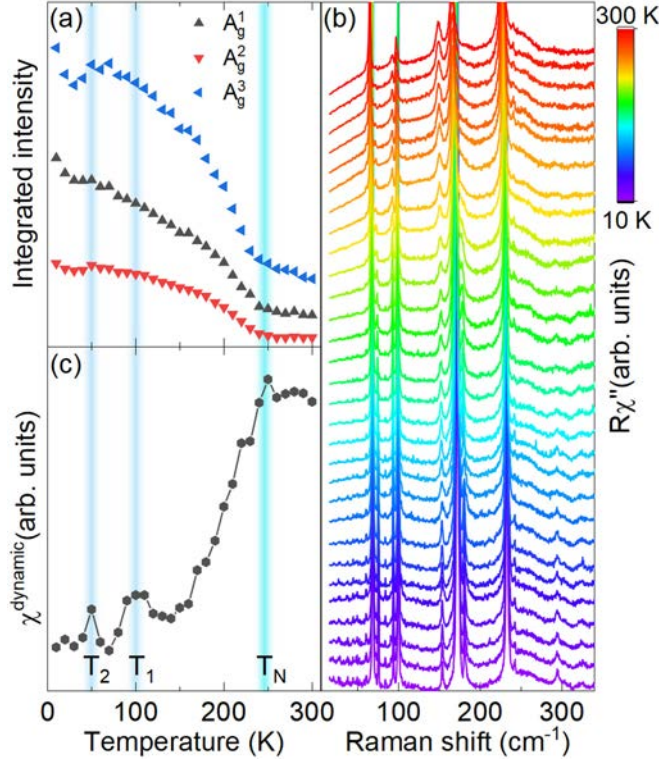 (a)
A_g^1
A_g^2
A_g^3
Integrated intensity
(c)
χ^dynamic (arb. units)
T_2
T_1
T_N
0
100
200
300
Temperature (K)
(b)
300 K
10 K
Rχ"(arb. units)
100
200
300
Raman shift (cm^-1)